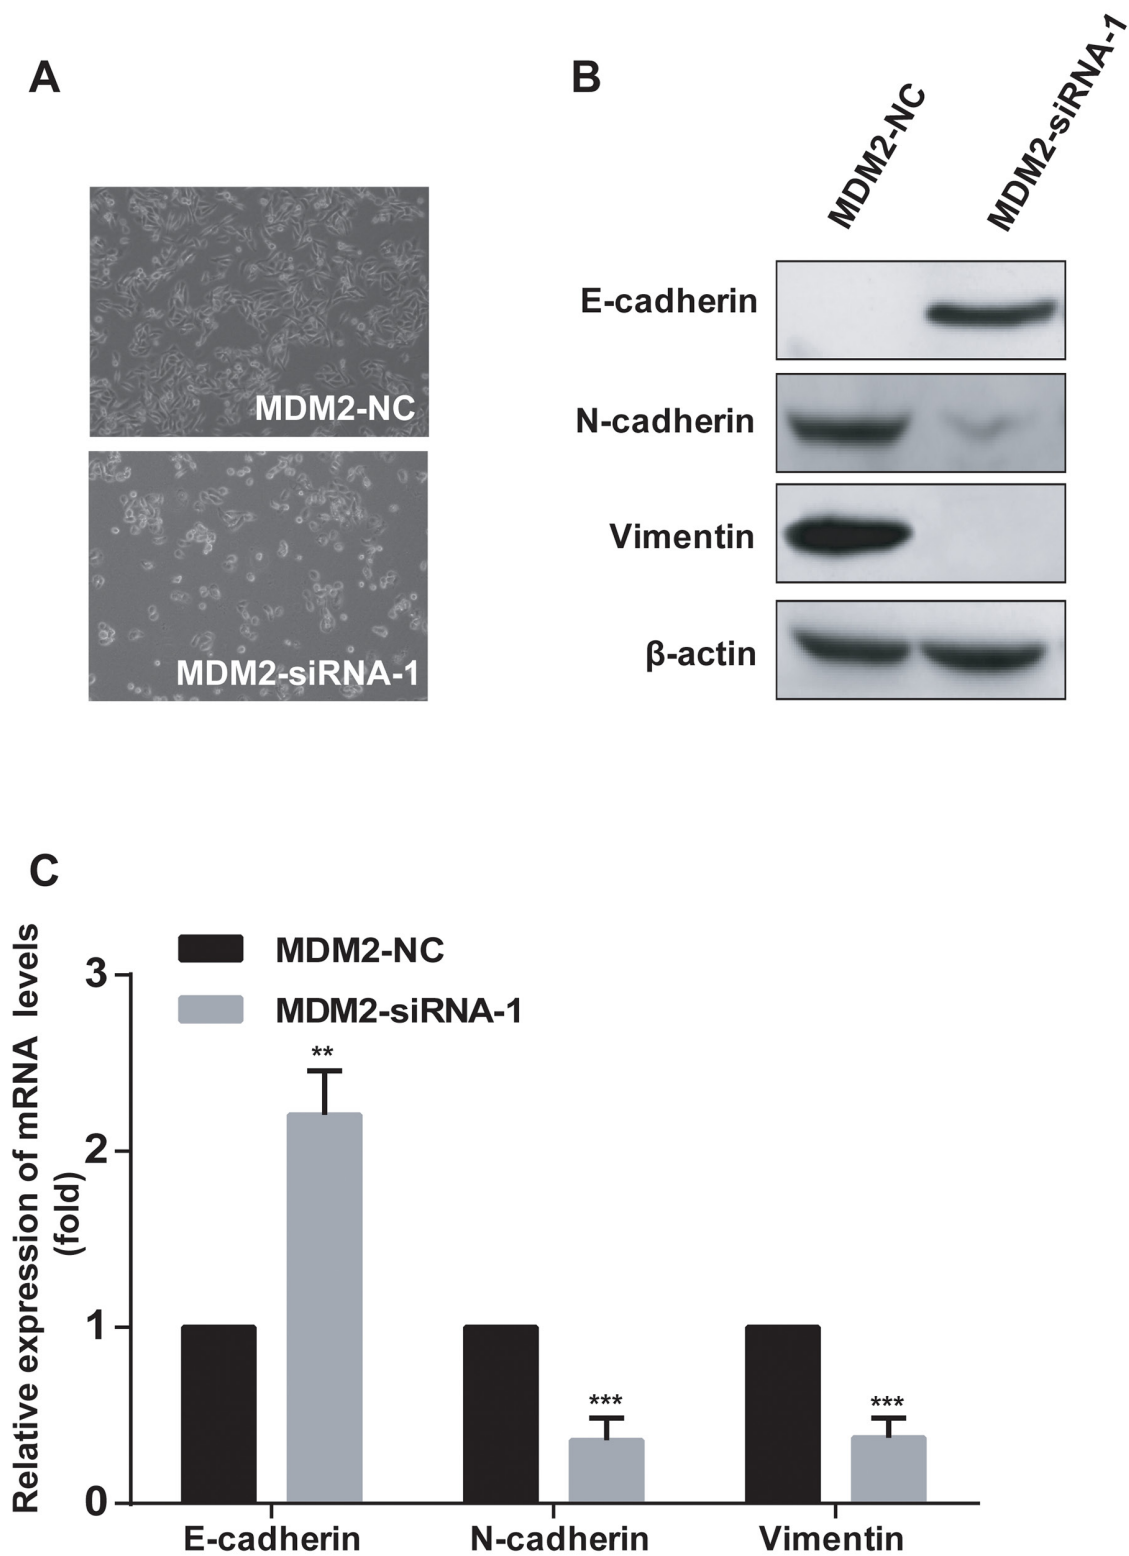 A
MDM2-NC
MDM2-siRNA-1
B
MDM2-NC
MDM2-siRNA-1
E-cadherin
N-cadherin
Vimentin
β-actin
C
Relative expression of mRNA levels
(fold)
MDM2-NC
MDM2-siRNA-1
3
2
1
0
**
***
***
E-cadherin
N-cadherin
Vimentin